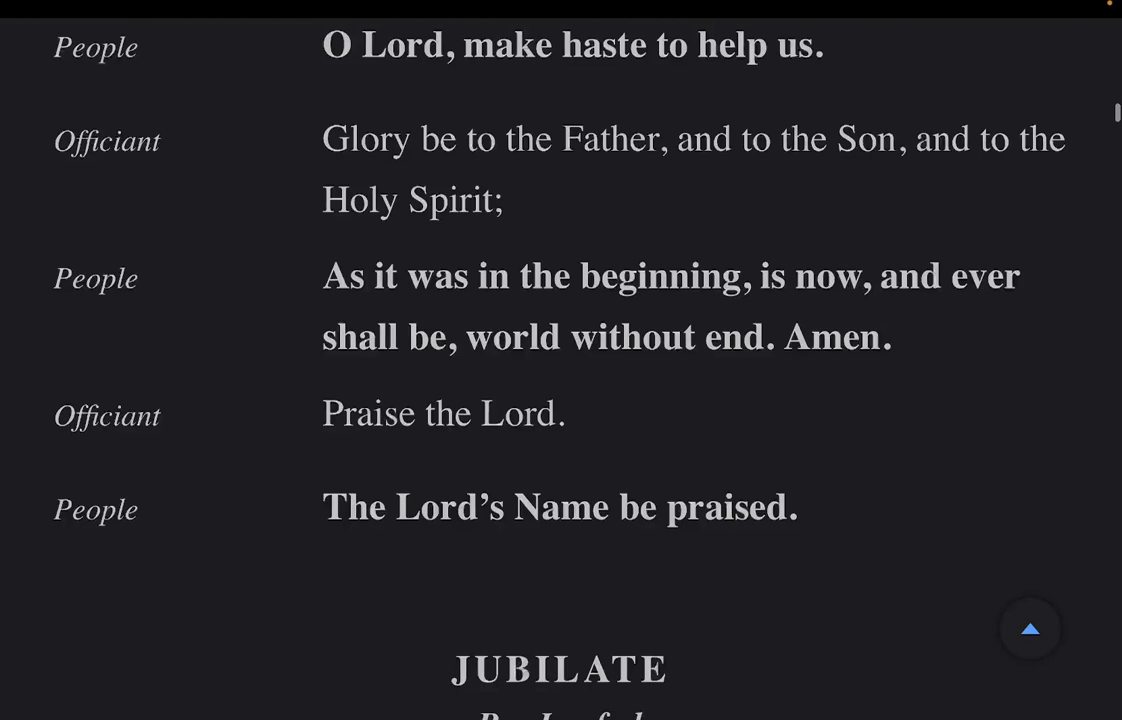 People O Lord, make haste to help us.
Officiant Glory be to the Father, and to the Son, and to the
Holy Spirit;
People As it was in the beginning, is now, and ever
shall be, world without end. Amen.
Officiant Praise the Lord.
People The Lord’s Name be praised.
JUBILATE